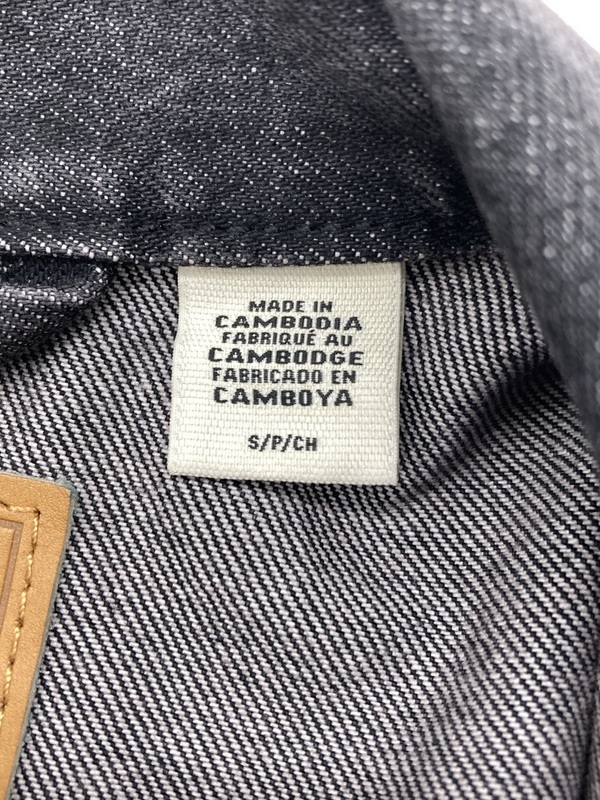 MADE IN
CAMBODIA
FABRIQUÉ AU
CAMBODGE
FABRICADO EN
CAMBOYA
S/P/CH